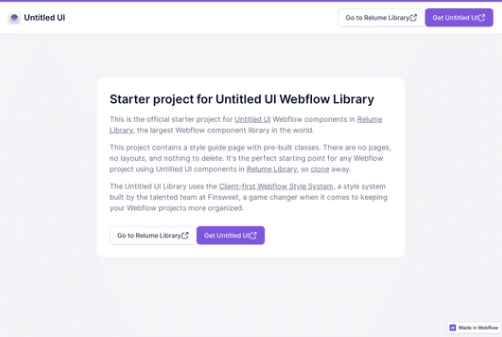 Untitled UI
Go to Relume Library
Get Untitled UI
Starter project for Untitled UI Webflow Library
This is the official starter project for Untitled UI Webflow components in Relume
Library, the largest Webflow component library in the world.
This project contains a style guide page with pre-built classes. There are no pages,
no layouts, and nothing to delete. It's the perfect starting point for any Webflow
project using Untitled UI components in Relume Library, so clone away.
The Untitled UI Library uses the Client-first Webflow Style System, a style system
built by the talented team at Finsweet, a game changer when it comes to keeping
your Webflow projects more organized.
Go to Relume Library
Get Untitled UI
Made in Webflow